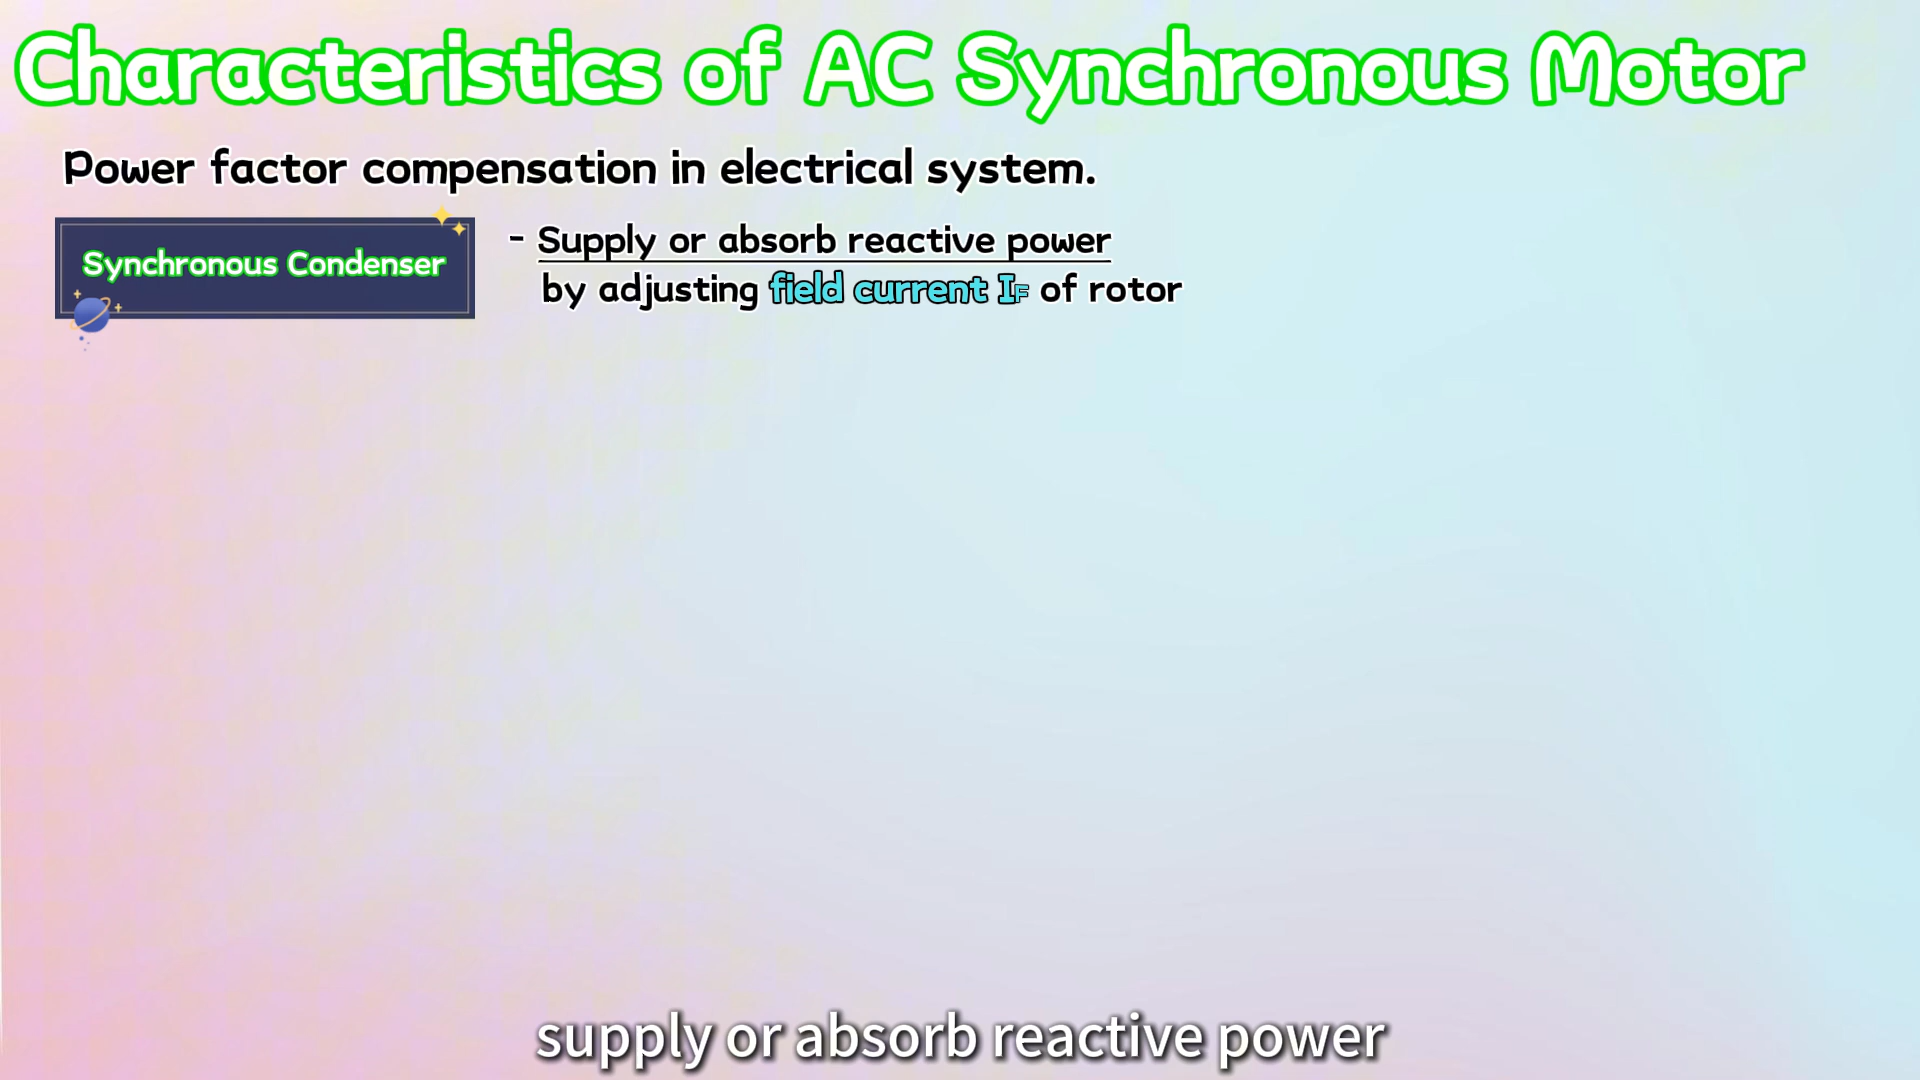 Characteristics of AC Synchronous Motor
Power factor compensation in electrical system.
Synchronous Condenser
- Supply or absorb reactive power
by adjusting field current IF of rotor
supply or absorb reactive power